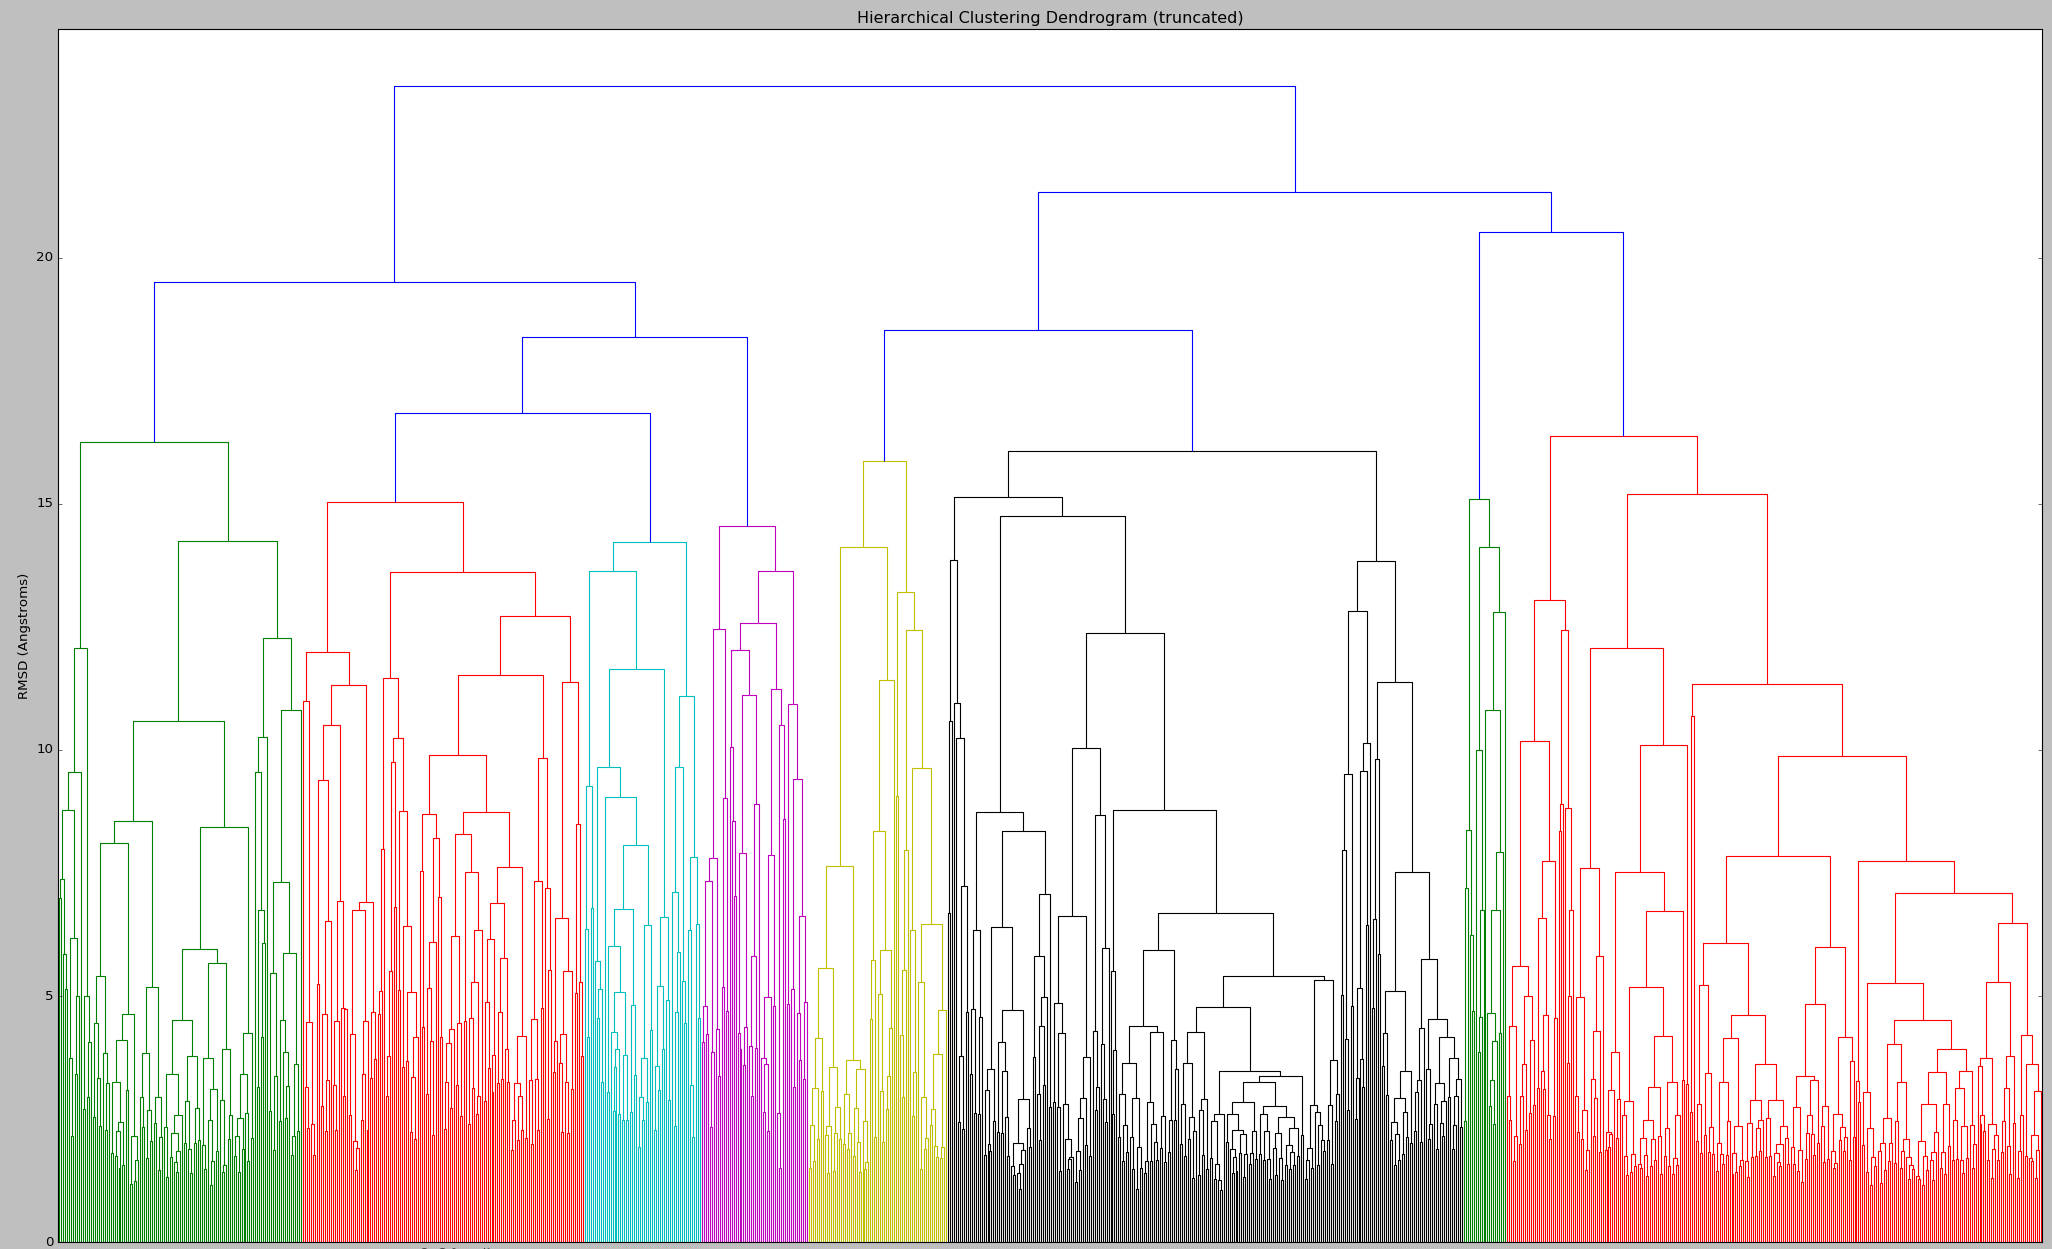 Hierarchical Clustering Dendrogram (truncated)
20
15
10
5
0
RMSD (Angstroms)